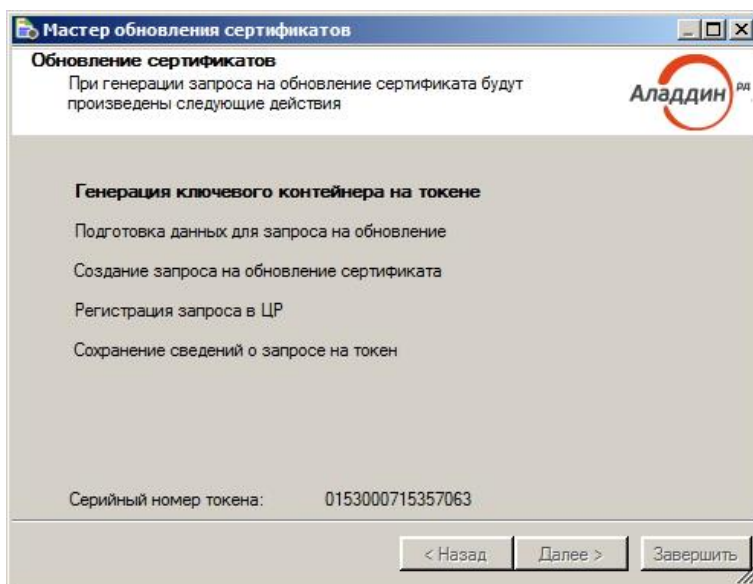 Мастер обновления сертификатов
Обновление сертификатов
При генерации запроса на обновление сертификата будут
произведены следующие действия
Аладдин РД
Генерация ключевого контейнера на токене
Подготовка данных для запроса на обновление
Создание запроса на обновление сертификата
Регистрация запроса в ЦР
Сохранение сведений о запросе на токен
Серийный номер токена: 0153000715357063
< Назад Далее > Завершить